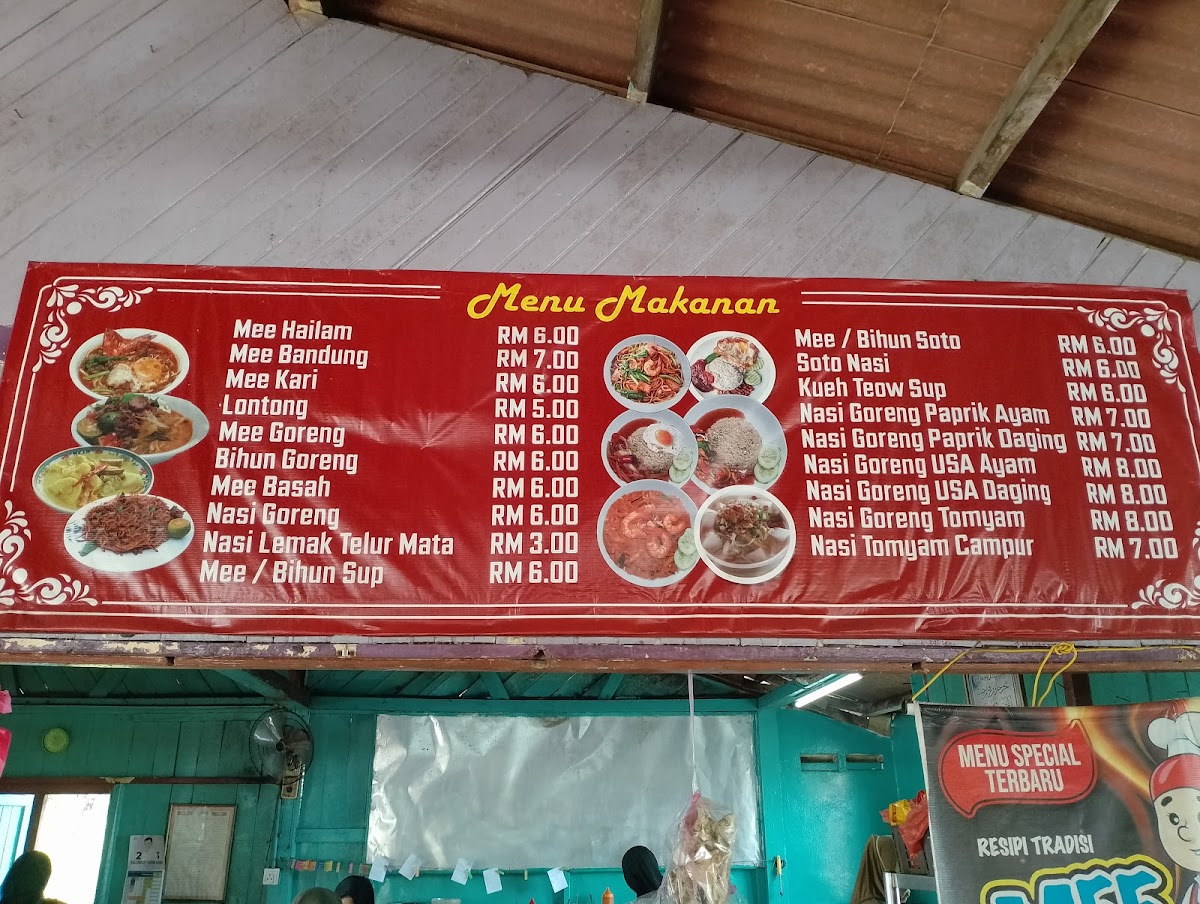 Menu Makanan
Mee Hailam RM 6.00
Mee Bandung RM 7.00
Mee Kari RM 6.00
Lontong RM 5.00
Mee Goreng RM 6.00
Bihun Goreng RM 6.00
Mee Basah RM 6.00
Nasi Goreng RM 6.00
Nasi Lemak Telur Mata RM 3.00
Mee / Bihun Sup RM 6.00
Mee / Bihun Soto RM 6.00
Soto Nasi RM 6.00
Kueh Teow Sup RM 6.00
Nasi Goreng Paprik Ayam RM 7.00
Nasi Goreng Paprik Daging RM 7.00
Nasi Goreng USA Ayam RM 8.00
Nasi Goreng USA Daging RM 8.00
Nasi Goreng Tomyam RM 8.00
Nasi Tomyam Campur RM 7.00
MENU SPECIAL
TERBARU
RESIPI TRADISI
MEE
2